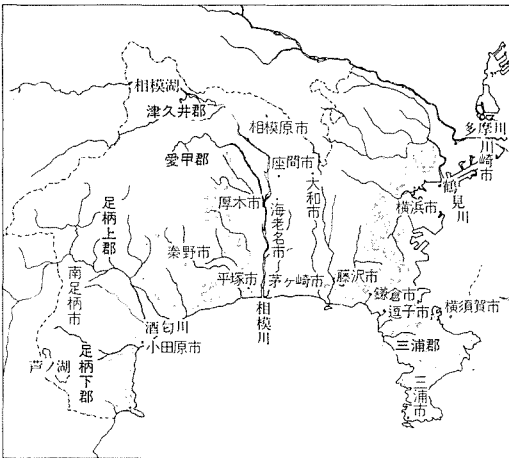 相模湖
津久井郡
相模原市
多摩川
川崎市
愛甲郡
座間市
大和市
鶴見川
横浜市
厚木市
海老名市
足柄上郡
秦野市
南足柄市
平塚市
茅ヶ崎市
藤沢市
鎌倉市
逗子市
横須賀市
相模川
酒匂川
小田原市
足柄下郡
芦ノ湖
三浦郡
三浦市